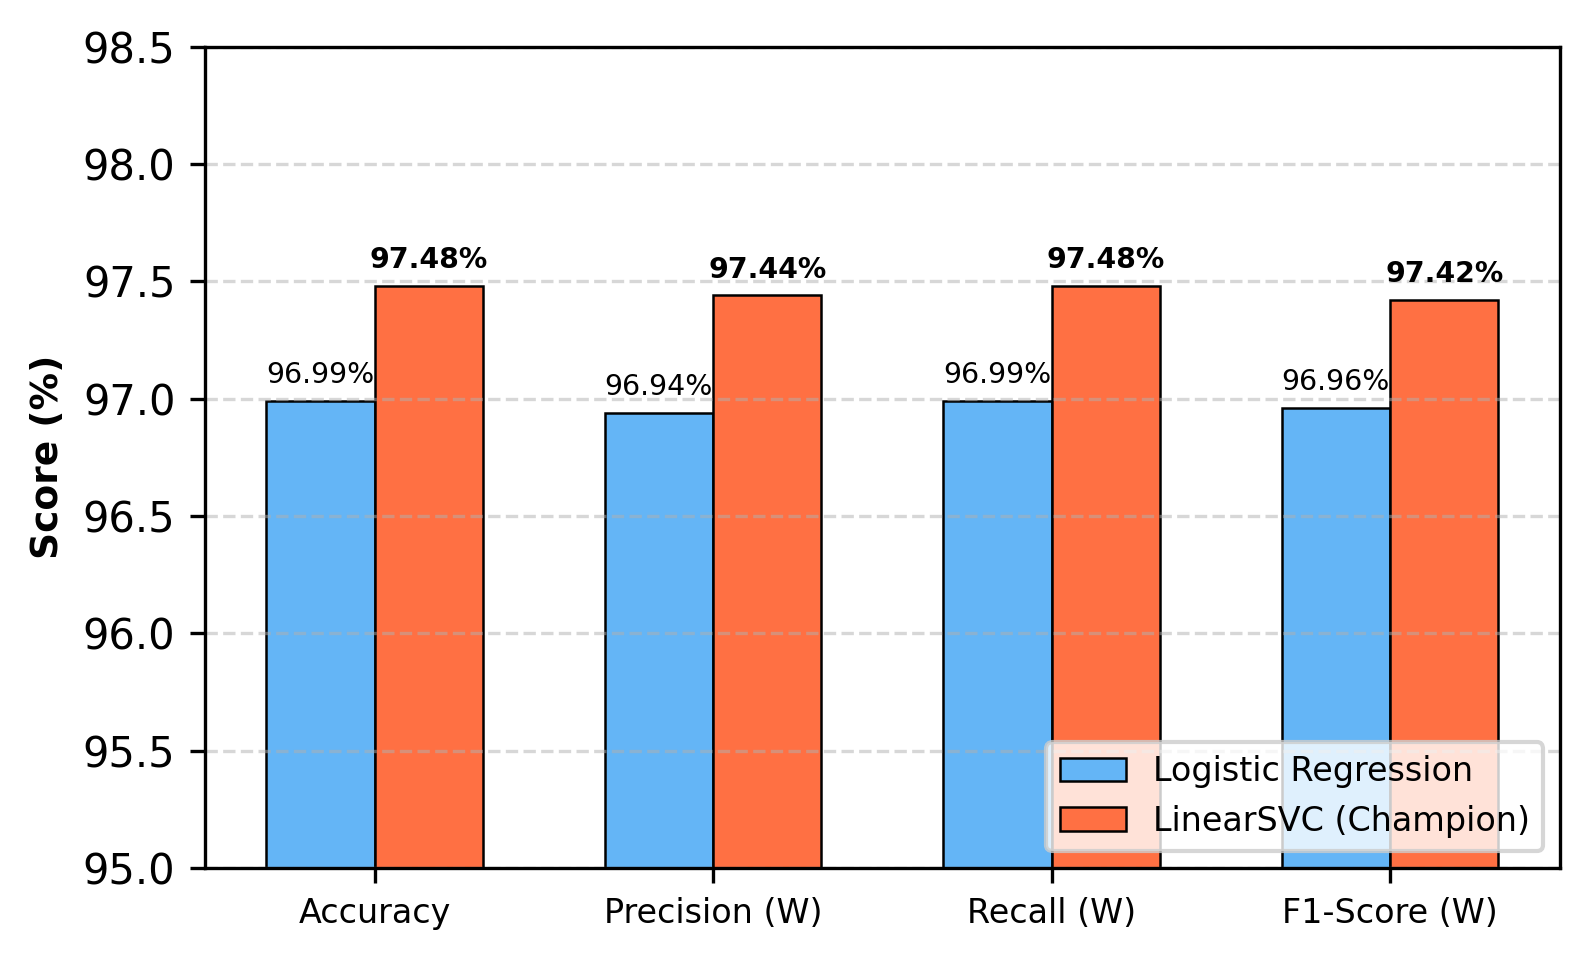 98.5
98.0
97.5
97.0
96.5
96.0
95.5
95.0
Score (%)
96.99%
97.48%
96.94%
97.44%
96.99%
97.48%
96.96%
97.42%
Logistic Regression
LinearSVC (Champion)
Accuracy
Precision (W)
Recall (W)
F1-Score (W)